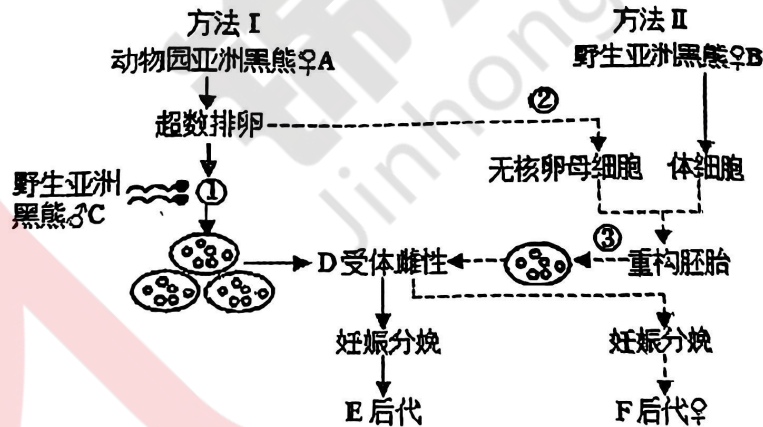 方法Ⅰ
方法Ⅱ
动物园亚洲黑熊♀A
野生亚洲黑熊♀B
超数排卵
②
无核卵母细胞
体细胞
野生亚洲
黑熊♂C
①
D受体雌性
③
重构胚胎
妊娠分娩
妊娠分娩
E后代
F后代♀
Jinhong